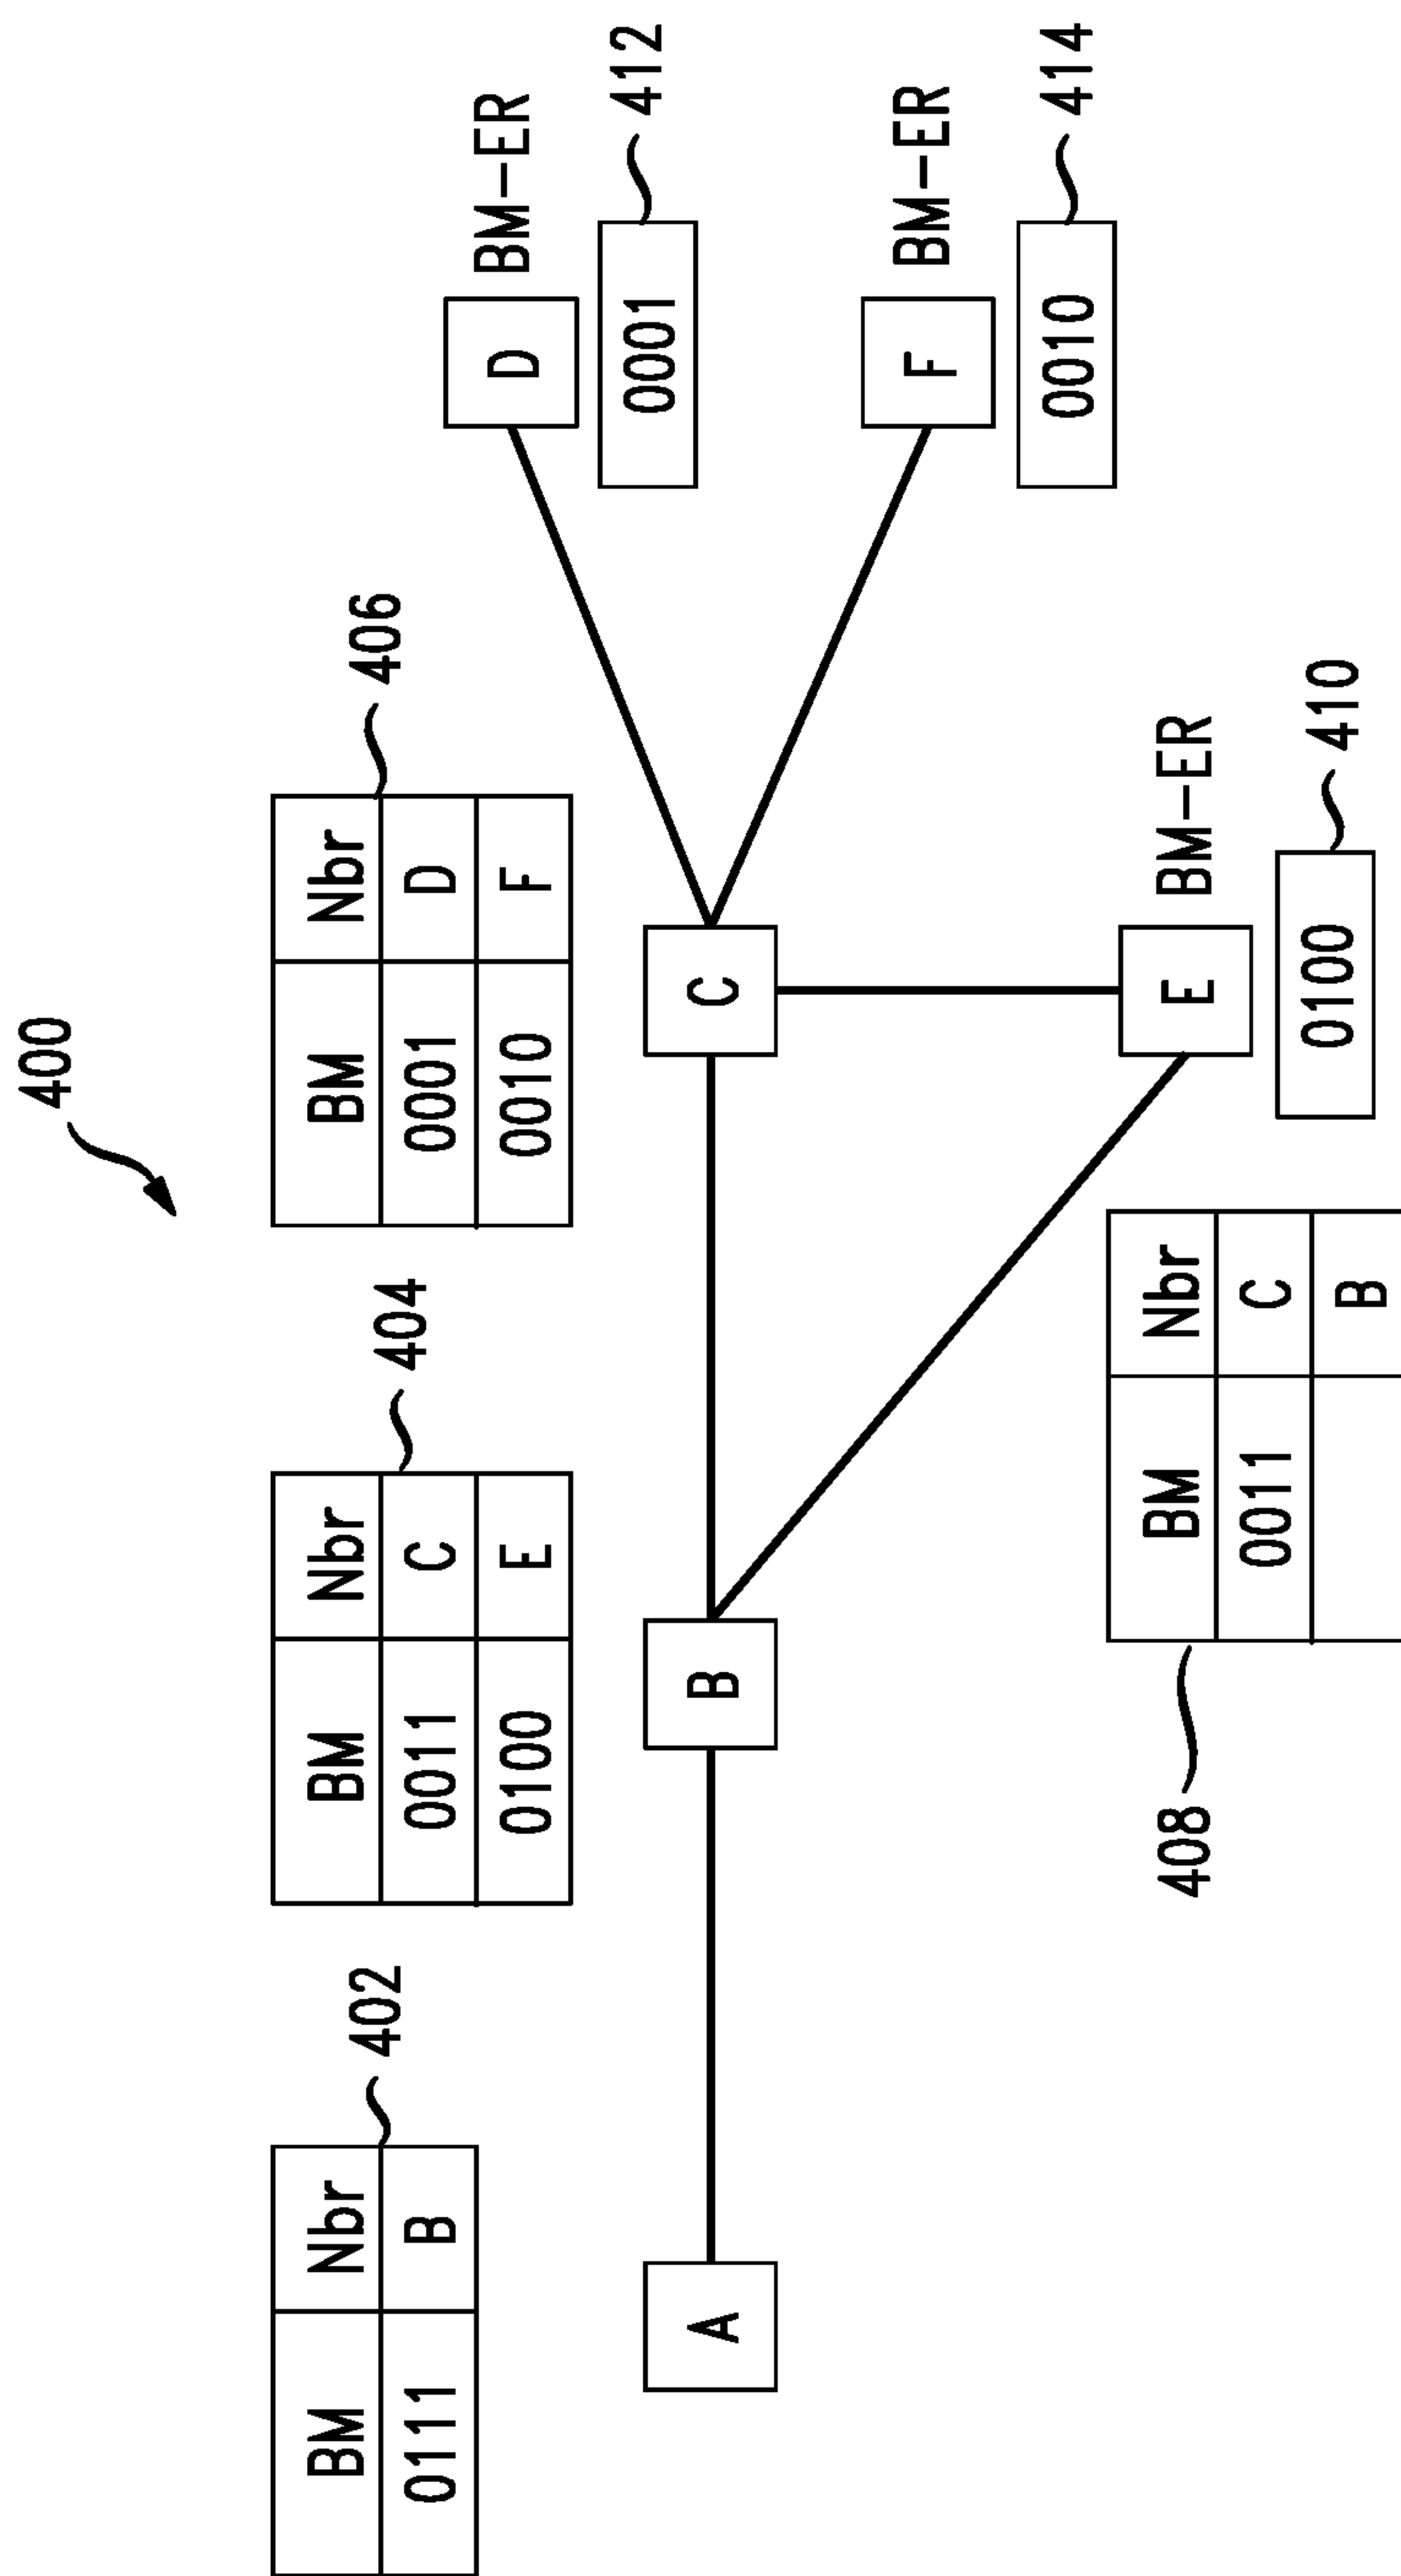 400
402
BM Nbr
0111 B
404
BM Nbr
0011 C
0100 E
406
BM Nbr
0001 D
0010 F
D BM-ER
0001
412
A
B
C
F BM-ER
0010
414
408
BM Nbr
0011 C
B
E BM-ER
0100
410